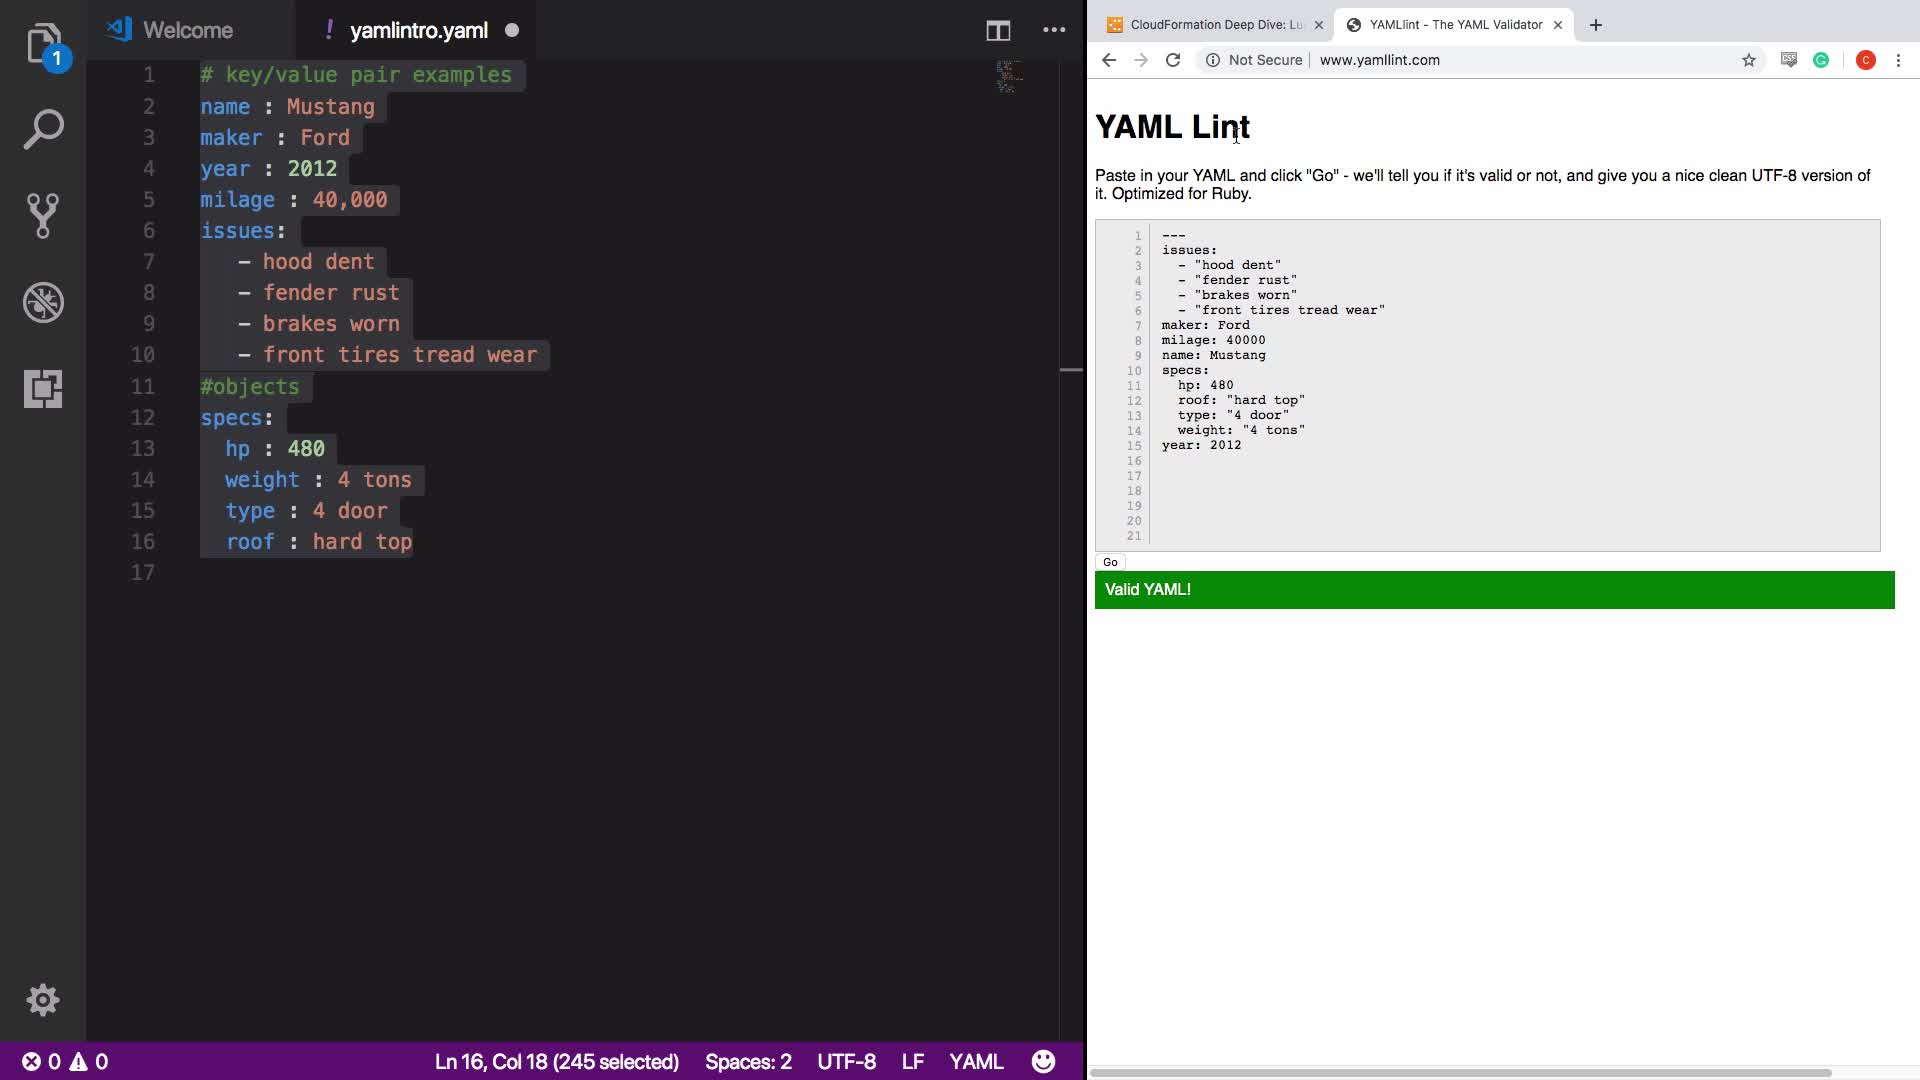 1
Welcome
! yamlintro.yaml
1 # key/value pair examples
2 name : Mustang
3 maker : Ford
4 year : 2012
5 milage : 40,000
6 issues:
7 - hood dent
8 - fender rust
9 - brakes worn
10 - front tires tread wear
11 #objects
12 specs:
13 hp : 480
14 weight : 4 tons
15 type : 4 door
16 roof : hard top
17
0 0
Ln 16, Col 18 (245 selected) Spaces: 2 UTF-8 LF YAML
CloudFormation Deep Dive: Lu
YAMLlint - The YAML Validator
Not Secure www.yamllint.com
C
YAML Lint
Paste in your YAML and click "Go" - we'll tell you if it's valid or not, and give you a nice clean UTF-8 version of
it. Optimized for Ruby.
1 ---
2 issues:
3 - "hood dent"
4 - "fender rust"
5 - "brakes worn"
6 - "front tires tread wear"
7 maker: Ford
8 milage: 40000
9 name: Mustang
10 specs:
11 hp: 480
12 roof: "hard top"
13 type: "4 door"
14 weight: "4 tons"
15 year: 2012
16
17
18
19
20
21
Go
Valid YAML!